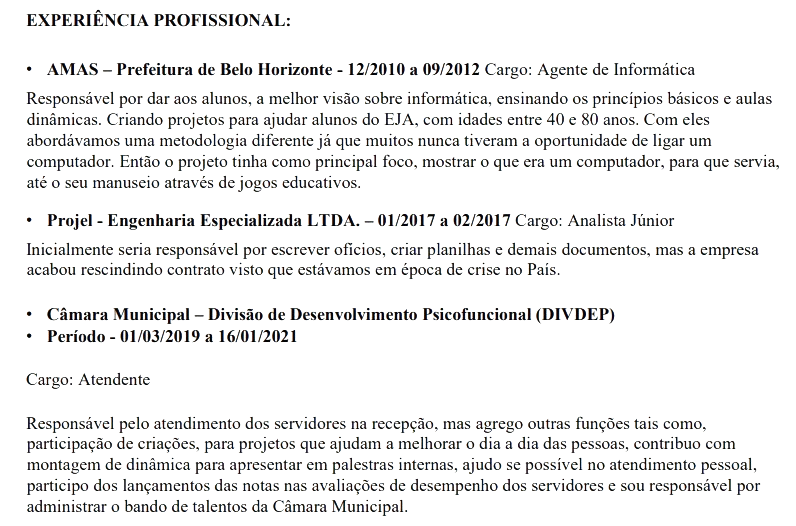 EXPERIÊNCIA PROFISSIONAL:
• AMAS – Prefeitura de Belo Horizonte - 12/2010 a 09/2012 Cargo: Agente de Informática
Responsável por dar aos alunos, a melhor visão sobre informática, ensinando os princípios básicos e aulas
dinâmicas. Criando projetos para ajudar alunos do EJA, com idades entre 40 e 80 anos. Com eles
abordávamos uma metodologia diferente já que muitos nunca tiveram a oportunidade de ligar um
computador. Então o projeto tinha como principal foco, mostrar o que era um computador, para que servia,
até o seu manuseio através de jogos educativos.
• Projel - Engenharia Especializada LTDA. – 01/2017 a 02/2017 Cargo: Analista Júnior
Inicialmente seria responsável por escrever ofícios, criar planilhas e demais documentos, mas a empresa
acabou rescindindo contrato visto que estávamos em época de crise no País.
• Câmara Municipal – Divisão de Desenvolvimento Psicofuncional (DIVDEP)
• Período - 01/03/2019 a 16/01/2021
Cargo: Atendente
Responsável pelo atendimento dos servidores na recepção, mas agrego outras funções tais como,
participação de criações, para projetos que ajudam a melhorar o dia a dia das pessoas, contribuo com
montagem de dinâmica para apresentar em palestras internas, ajudo se possível no atendimento pessoal,
participo dos lançamentos das notas nas avaliações de desempenho dos servidores e sou responsável por
administrar o bando de talentos da Câmara Municipal.